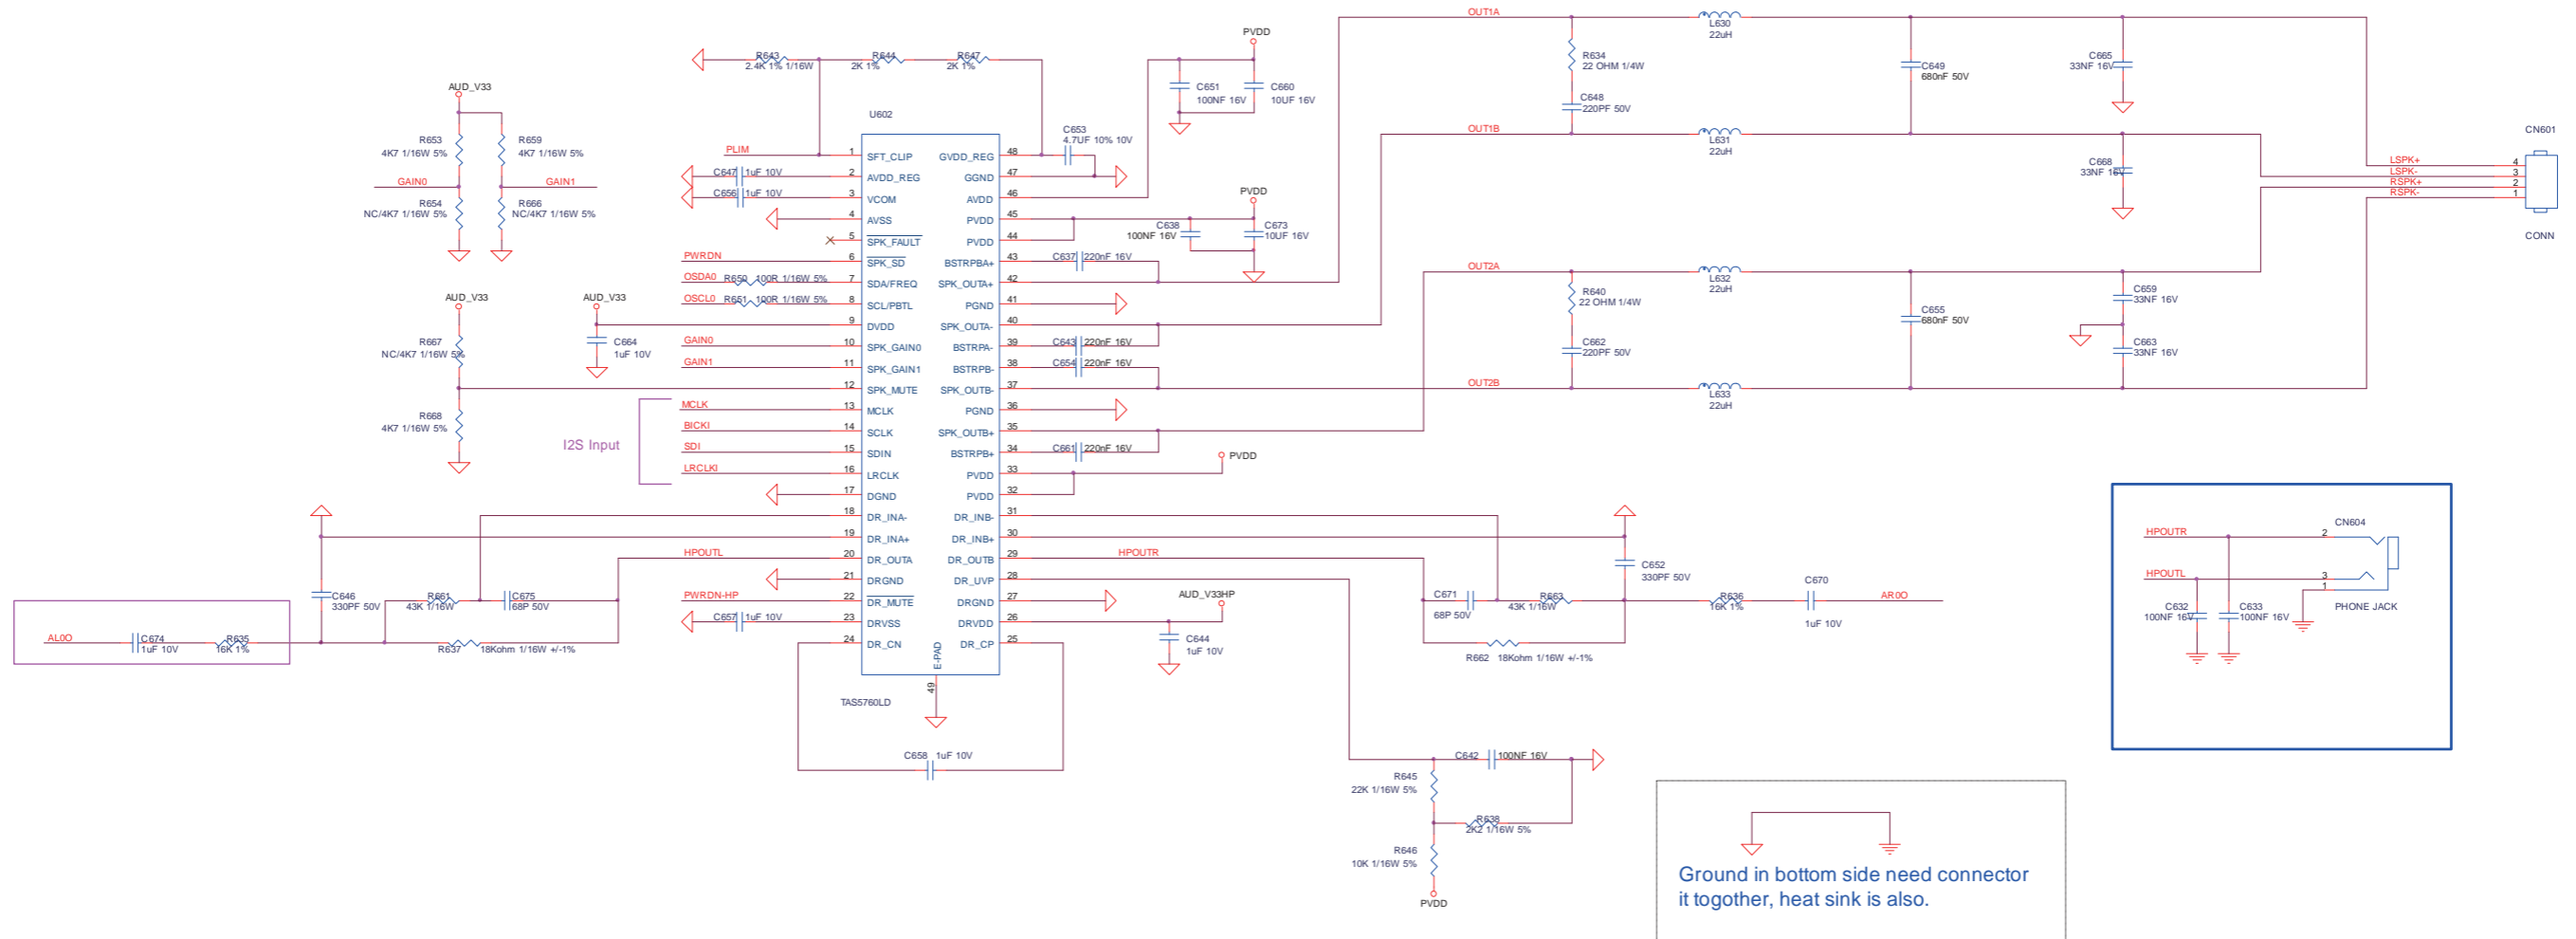 OUT1A
L630
22uH
PVDD
R643
2.4K 1% 1/16W
R644
2K 1%
R647
2K 1%
R634
22 OHM 1/4W
C649
680nF 50V
C665
33NF 16V
AUD_V33
C651
100NF 16V
C660
10UF 16V
C648
220PF 50V
U602
R653
4K7 1/16W 5%
R659
4K7 1/16W 5%
C653
4.7UF 10% 10V
OUT1B
L631
22uH
CN601
PLIM
1 SFT_CLIP
GVDD_REG 48
C668
33NF 16V
LSPK+ 4
LSPK- 3
RSPK+ 2
RSPK- 1
CONN
C647 1uF 10V
2 AVDD_REG
GGND 47
GAIN0
GAIN1
C656 1uF 10V
3 VCOM
AVDD 46
PVDD
R654
NC/4K7 1/16W 5%
R666
NC/4K7 1/16W 5%
4 AVSS
PVDD 45
C638
100NF 16V
C673
10UF 16V
5 SPK_FAULT
PVDD 44
PWRDN
6 SPK_SD
BSTRPBA+ 43
C637 220nF 16V
OUT2A
L632
22uH
OSDA0 R650 100R 1/16W 5%
7 SDA/FREQ
SPK_OUTA+ 42
OSCL0 R651 100R 1/16W 5%
8 SCL/PBTL
PGND 41
R640
22 OHM 1/4W
C655
680nF 50V
C659
33NF 16V
AUD_V33
AUD_V33
9 DVDD
SPK_OUTA- 40
R667
NC/4K7 1/16W 5%
C664
1uF 10V
GAIN0
10 SPK_GAIN0
BSTRPA- 39
C643 220nF 16V
C662
220PF 50V
C663
33NF 16V
GAIN1
11 SPK_GAIN1
BSTRPB- 38
C654 220nF 16V
12 SPK_MUTE
SPK_OUTB- 37
OUT2B
L633
22uH
R668
4K7 1/16W 5%
MCLK
13 MCLK
PGND 36
BICKI
14 SCLK
SPK_OUTB+ 35
I2S Input
SDI
15 SDIN
BSTRPB+ 34
C661 220nF 16V
PVDD
LRCLKI
16 LRCLK
PVDD 33
17 DGND
PVDD 32
18 DR_INA-
DR_INB- 31
19 DR_INA+
DR_INB+ 30
HPOUTL
20 DR_OUTA
DR_OUTB 29
HPOUTR
21 DRGND
DR_UVP 28
PWRDN-HP
22 DR_MUTE
DRGND 27
AUD_V33HP
C657 1uF 10V
23 DRVSS
DRVDD 26
24 DR_CN
DR_CP 25
C644
1uF 10V
E-PAD
49
TAS5760LD
C658 1uF 10V
C646
330PF 50V
R661
43K 1/16W
C675
68P 50V
AL0O
C674
1uF 10V
R635
16K 1%
R637 18Kohm 1/16W +/-1%
C652
330PF 50V
C671
68P 50V
R663
43K 1/16W
R636
16K 1%
C670
1uF 10V
AR0O
R662 18Kohm 1/16W +/-1%
CN604
HPOUTR 2
HPOUTL 3
1
C632
100NF 16V
C633
100NF 16V
PHONE JACK
C642 100NF 16V
R645
22K 1/16W 5%
R638
2K2 1/16W 5%
R646
10K 1/16W 5%
PVDD
Ground in bottom side need connector
it togother, heat sink is also.